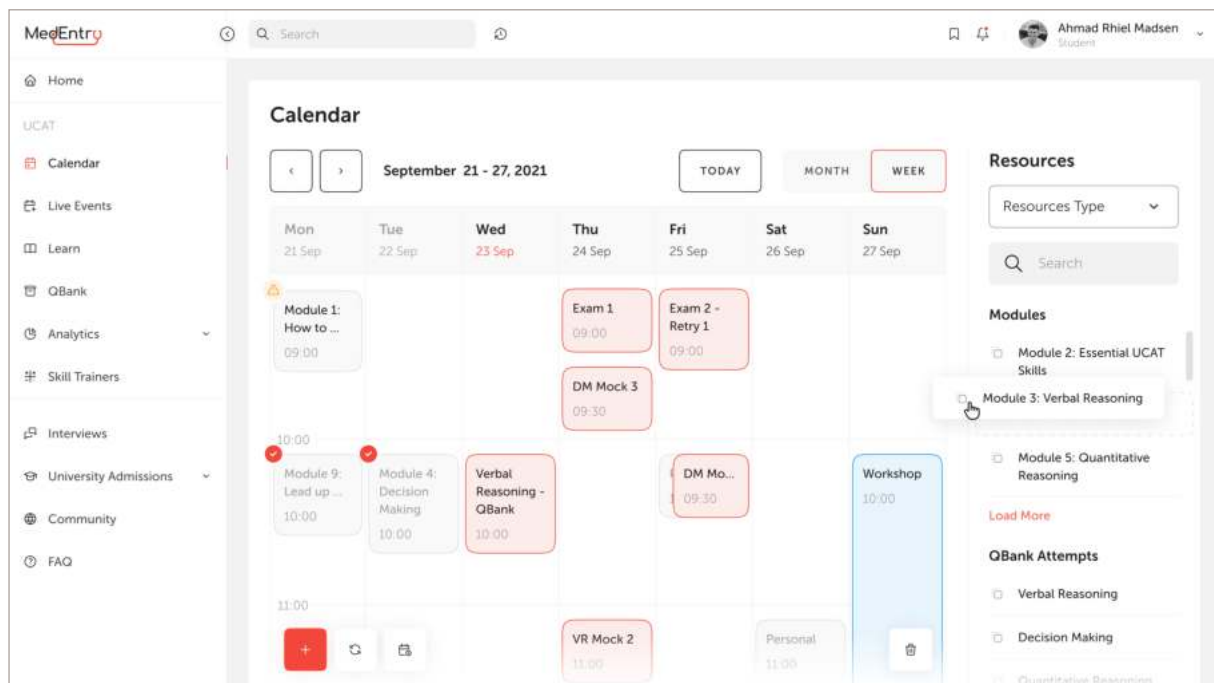 MedEntry
Search
Ahmad Rhiel Madsen
Student
Home
UCAT
Calendar
Live Events
Learn
QBank
Analytics
Skill Trainers
Interviews
University Admissions
Community
FAQ
Calendar
September 21 - 27, 2021
TODAY
MONTH
WEEK
Mon
21 Sep
Tue
22 Sep
Wed
23 Sep
Thu
24 Sep
Fri
25 Sep
Sat
26 Sep
Sun
27 Sep
Module 1:
How to ...
09:00
Exam 1
09:00
Exam 2 -
Retry 1
09:00
DM Mock 3
09:30
10:00
Module 9:
Lead up ...
10:00
Module 4:
Decision
Making
10:00
Verbal
Reasoning -
QBank
10:00
DM Mo...
09:30
Workshop
10:00
11:00
VR Mock 2
11:00
Personal
11:00
Resources
Resources Type
Search
Modules
Module 2: Essential UCAT
Skills
Module 3: Verbal Reasoning
Module 5: Quantitative
Reasoning
Load More
QBank Attempts
Verbal Reasoning
Decision Making
Quantitative Reasoning